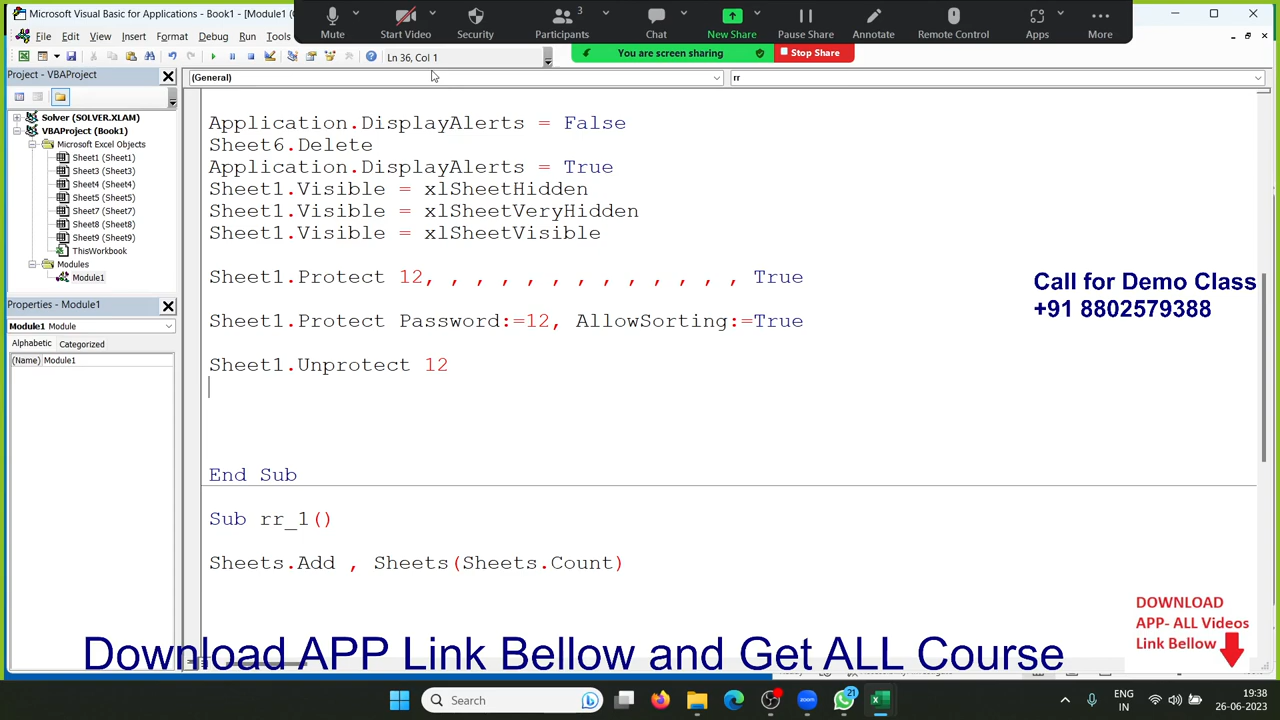 Microsoft Visual Basic for Applications - Book1 - [Module1 (
File Edit View Insert Format Debug Run Tools
Mute
Start Video
Security
Participants
3
Chat
New Share
Pause Share
Annotate
Remote Control
Apps
More
You are screen sharing
Stop Share
Ln 36, Col 1
Project - VBAProject
(General)
rr
Solver (SOLVER.XLAM)
VBAProject (Book1)
Microsoft Excel Objects
Sheet1 (Sheet1)
Sheet3 (Sheet3)
Sheet4 (Sheet4)
Sheet5 (Sheet5)
Sheet7 (Sheet7)
Sheet8 (Sheet8)
Sheet9 (Sheet9)
ThisWorkbook
Modules
Module1
Properties - Module1
Module1 Module
Alphabetic Categorized
(Name) Module1
Application.DisplayAlerts = False
Sheet6.Delete
Application.DisplayAlerts = True
Sheet1.Visible = xlSheetHidden
Sheet1.Visible = xlSheetVeryHidden
Sheet1.Visible = xlSheetVisible
Sheet1.Protect 12, , , , , , , , , , , , , True
Sheet1.Protect Password:=12, AllowSorting:=True
Sheet1.Unprotect 12
End Sub
Sub rr_1()
Sheets.Add , Sheets(Sheets.Count)
Call for Demo Class
+91 8802579388
DOWNLOAD
APP- ALL Videos
Link Bellow
Download APP Link Bellow and Get ALL Course
Search
21
ENG
IN
19:38
26-06-2023